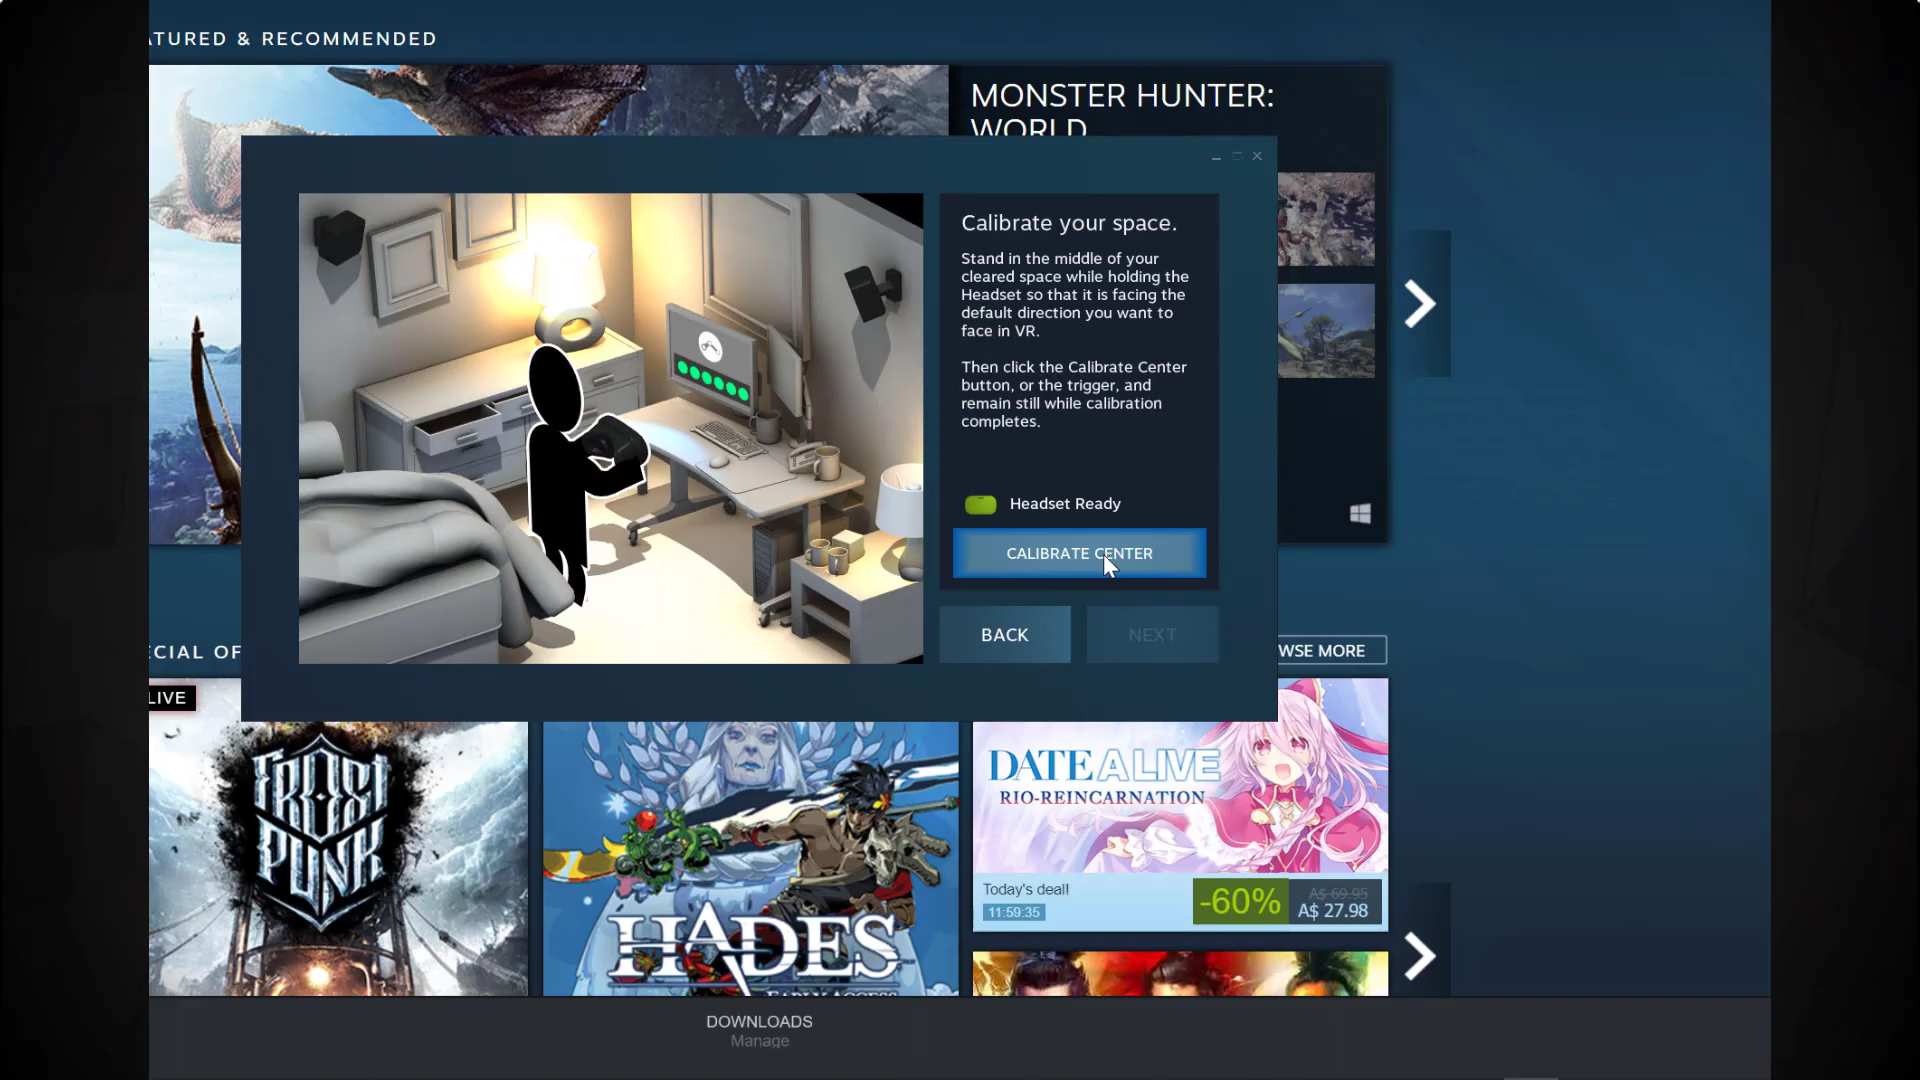 ATURED & RECOMMENDED
MONSTER HUNTER:
WORLD
Calibrate your space.
Stand in the middle of your
cleared space while holding the
Headset so that it is facing the
default direction you want to
face in VR.
Then click the Calibrate Center
button, or the trigger, and
remain still while calibration
completes.
Headset Ready
CALIBRATE CENTER
BACK
NEXT
ECIAL OF
WSE MORE
LIVE
FROST
PUNK
HADES
EARLY ACCESS
DATE A LIVE
RIO-REINCARNATION
Today's deal!
11:59:35
-60%
A$ 69.95
A$ 27.98
DOWNLOADS
Manage